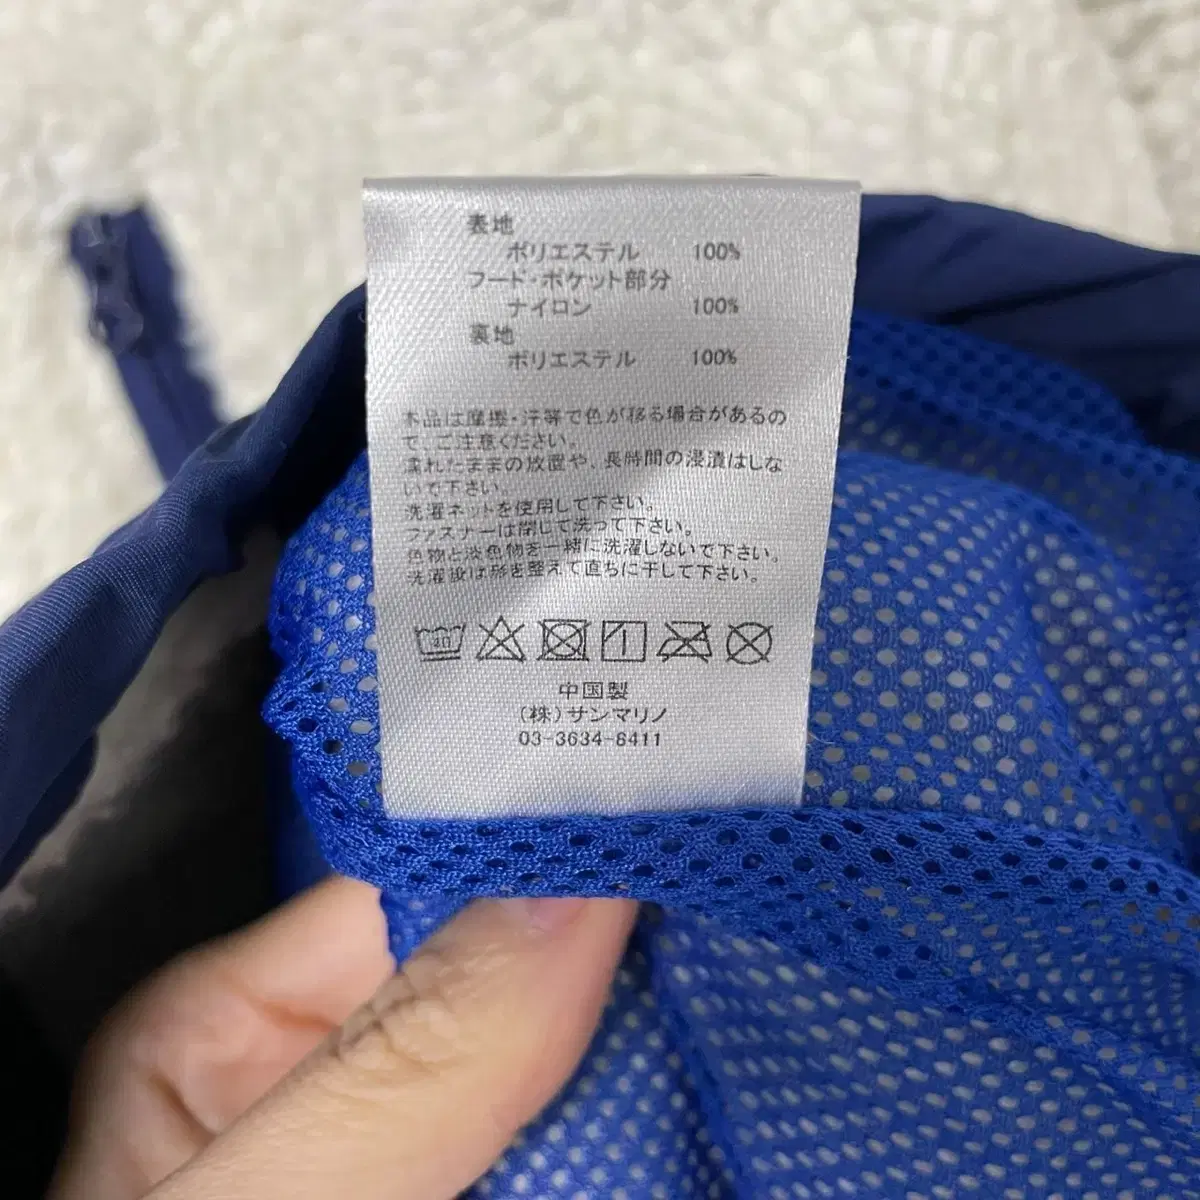 表地
ポリエステル 100%
フード・ポケット部分
ナイロン 100%
裏地
ポリエステル 100%
本品は摩擦・汗等で色が移る場合があるの
で、ご注意ください。
濡れたままの放置や、長時間の浸漬はしな
いで下さい。
洗濯ネットを使用して下さい。
ファスナーは閉じて洗って下さい。
色物と淡色物を一緒に洗濯しないで下さい。
洗濯後は形を整えて直ちに干して下さい。
40
中国製
(株)サンマリノ
03-3634-8411